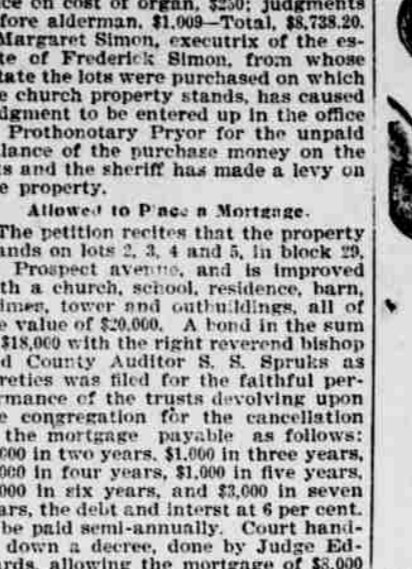 ce on cost of organ, $250; judgments
fore alderman, $1,009—Total, $8,738.20.
Margaret Simon, executrix of the es-
te of Frederick Simon, from whose
tate the lots were purchased on which
e church property stands, has caused
dgment to be entered up in the office
Prothonotary Pryor for the unpaid
lance of the purchase money on the
ts and the sheriff has made a levy on
e property.
Allowed to P'ace a Mortgage.
The petition recites that the property
ands on lots 2, 3, 4 and 5, in block 29,
Prospect avenue, and is improved
th a church, school, residence, barn,
tower and outbuildings, all of
e value of $20,000. A bond in the sum
$18,000 with the right reverend bishop
d County Auditor S. S. Spruks as
reties was filed for the faithful per-
rmance of the trusts devolving upon
e congregation for the cancellation
the mortgage payable as follows:
000 in two years, $1,000 in three years,
000 in four years, $1,000 in five years,
000 in six years, and $3,000 in seven
ars, the debt and interst at 6 per cent.
be paid semi-annually. Court hand-
down a decree, done by Judge Ed-
rds, allowing the mortgage of $8,000